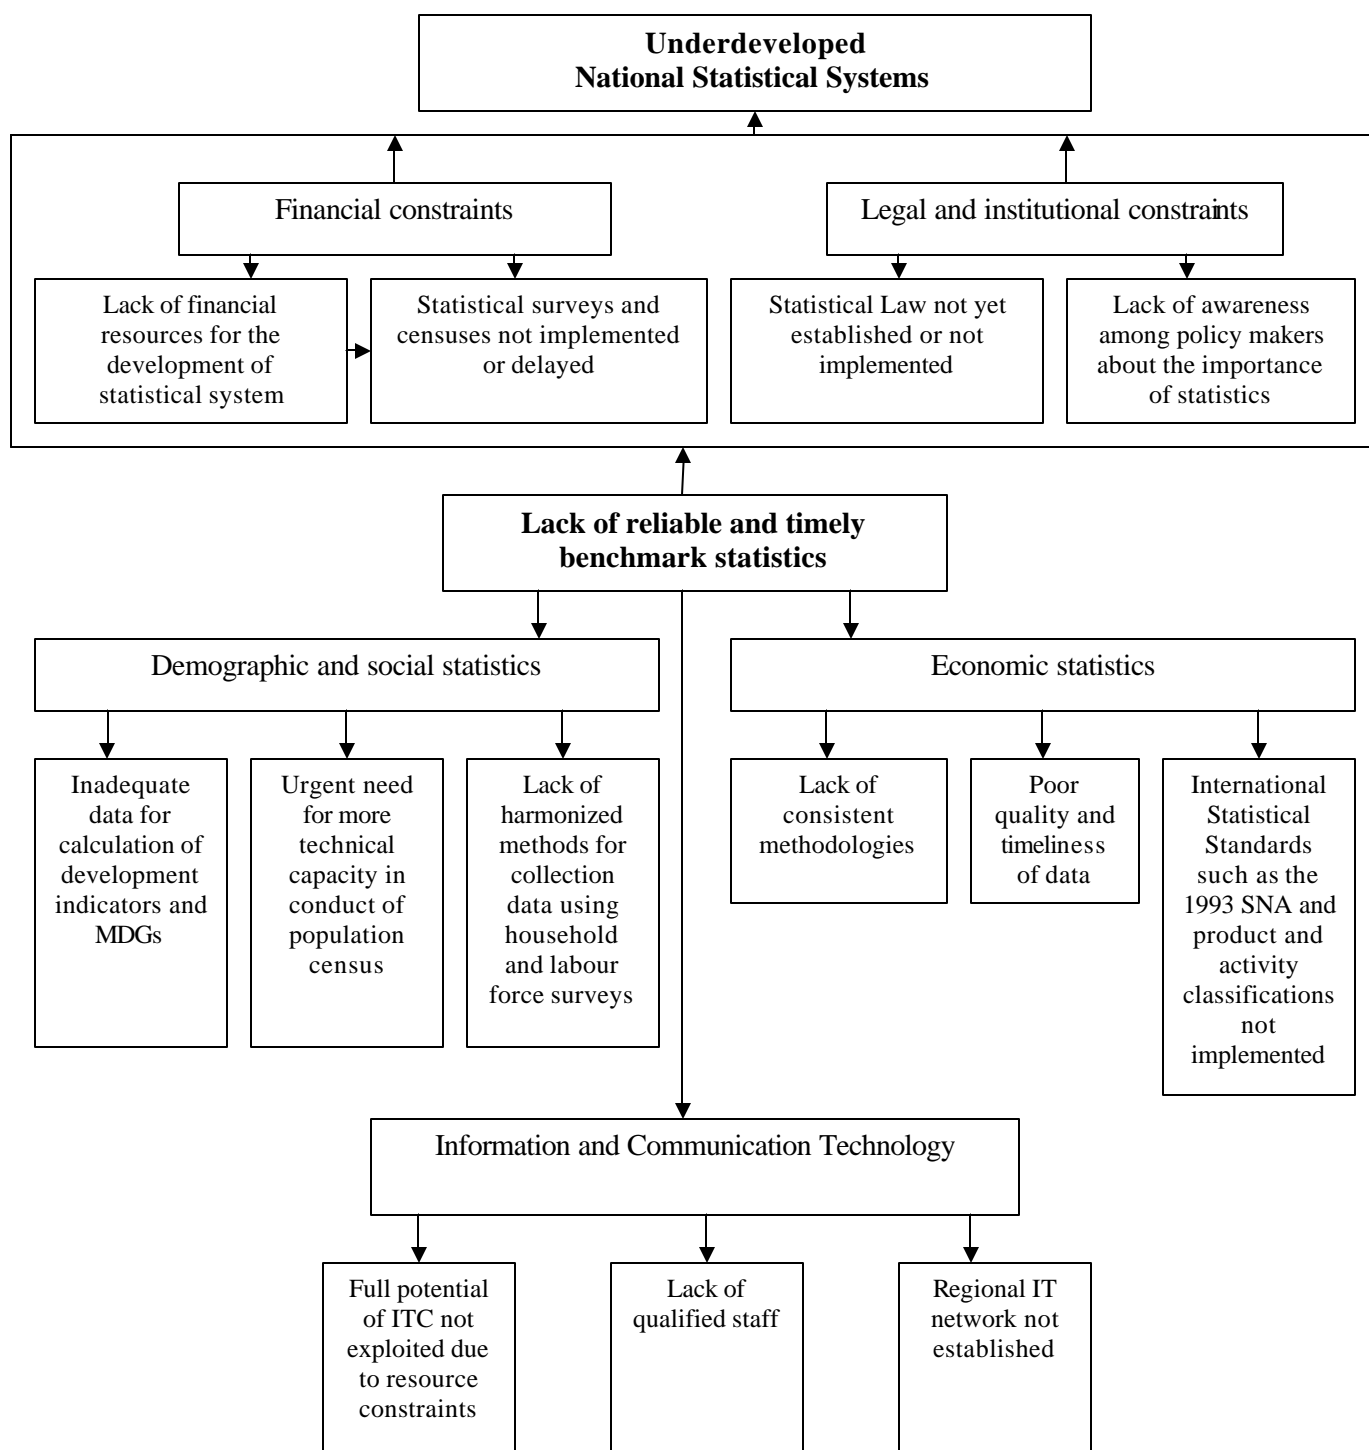 Underdeveloped
National Statistical Systems
Financial constraints
Legal and institutional constraints
Lack of financial
resources for the
development of
statistical system
Statistical surveys and
censuses not implemented
or delayed
Statistical Law not yet
established or not
implemented
Lack of awareness
among policy makers
about the importance
of statistics
Lack of reliable and timely
benchmark statistics
Demographic and social statistics
Economic statistics
Inadequate
data for
calculation of
development
indicators and
MDGs
Urgent need
for more
technical
capacity in
conduct of
population
census
Lack of
harmonized
methods for
collection
data using
household
and labour
force surveys
Lack of
consistent
methodologies
Poor
quality and
timeliness
of data
International
Statistical
Standards
such as the
1993 SNA and
product and
activity
classifications
not
implemented
Information and Communication Technology
Full potential
of ITC not
exploited due
to resource
constraints
Lack of
qualified staff
Regional IT
network not
established